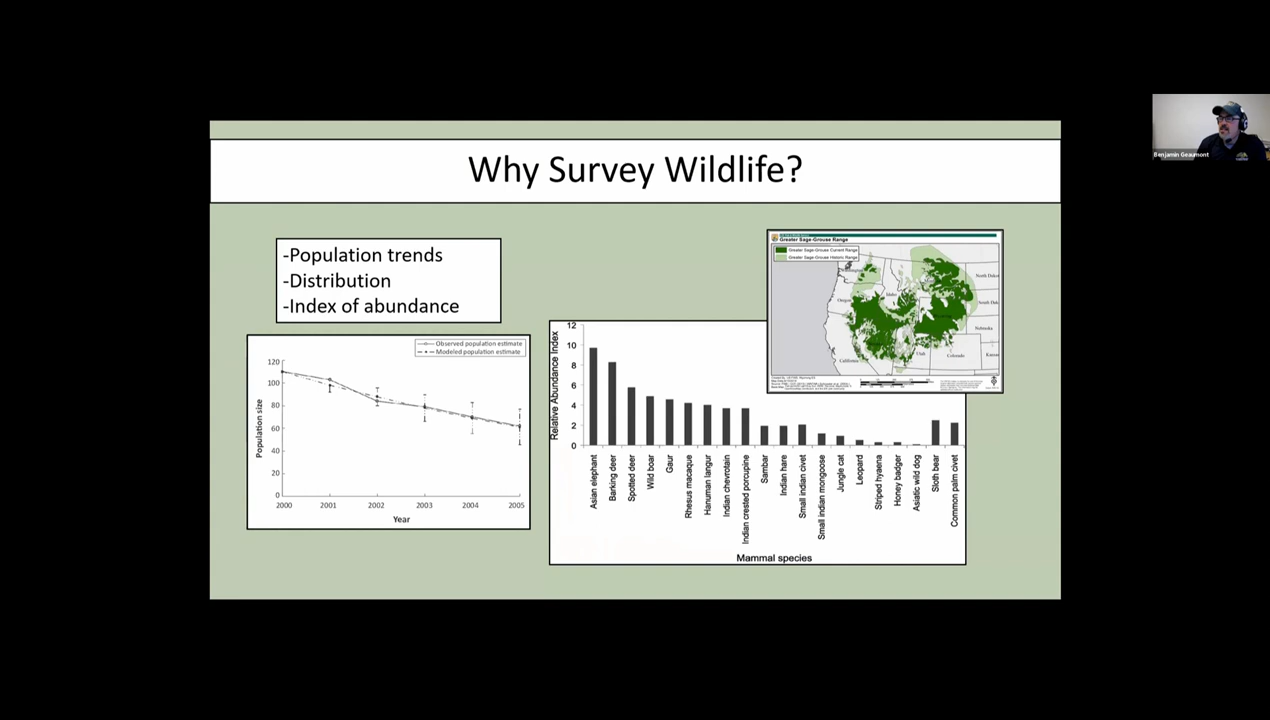 Why Survey Wildlife?
Benjamin Geaumont
-Population trends
-Distribution
-Index of abundance
Greater Sage-Grouse Range
Greater Sage-Grouse Current Range
Greater Sage-Grouse Historic Range
Washington
North Dakota
Oregon
Idaho
South Dak
Nebraska
California
Utah
Colorado
Kansas
Observed population estimate
Modeled population estimate
120
100
80
60
40
20
0
Population size
2000 2001 2002 2003 2004 2005
Year
12
10
8
6
4
2
0
Relative Abundance Index
Asian elephant
Barking deer
Spotted deer
Wild boar
Gaur
Rhesus macaque
Hanuman langur
Indian chevrotain
Indian crested porcupine
Sambar
Indian hare
Small indian civet
Small indian mongoose
Jungle cat
Leopard
Striped hyaena
Honey badger
Asiatic wild dog
Sloth bear
Common palm civet
Mammal species